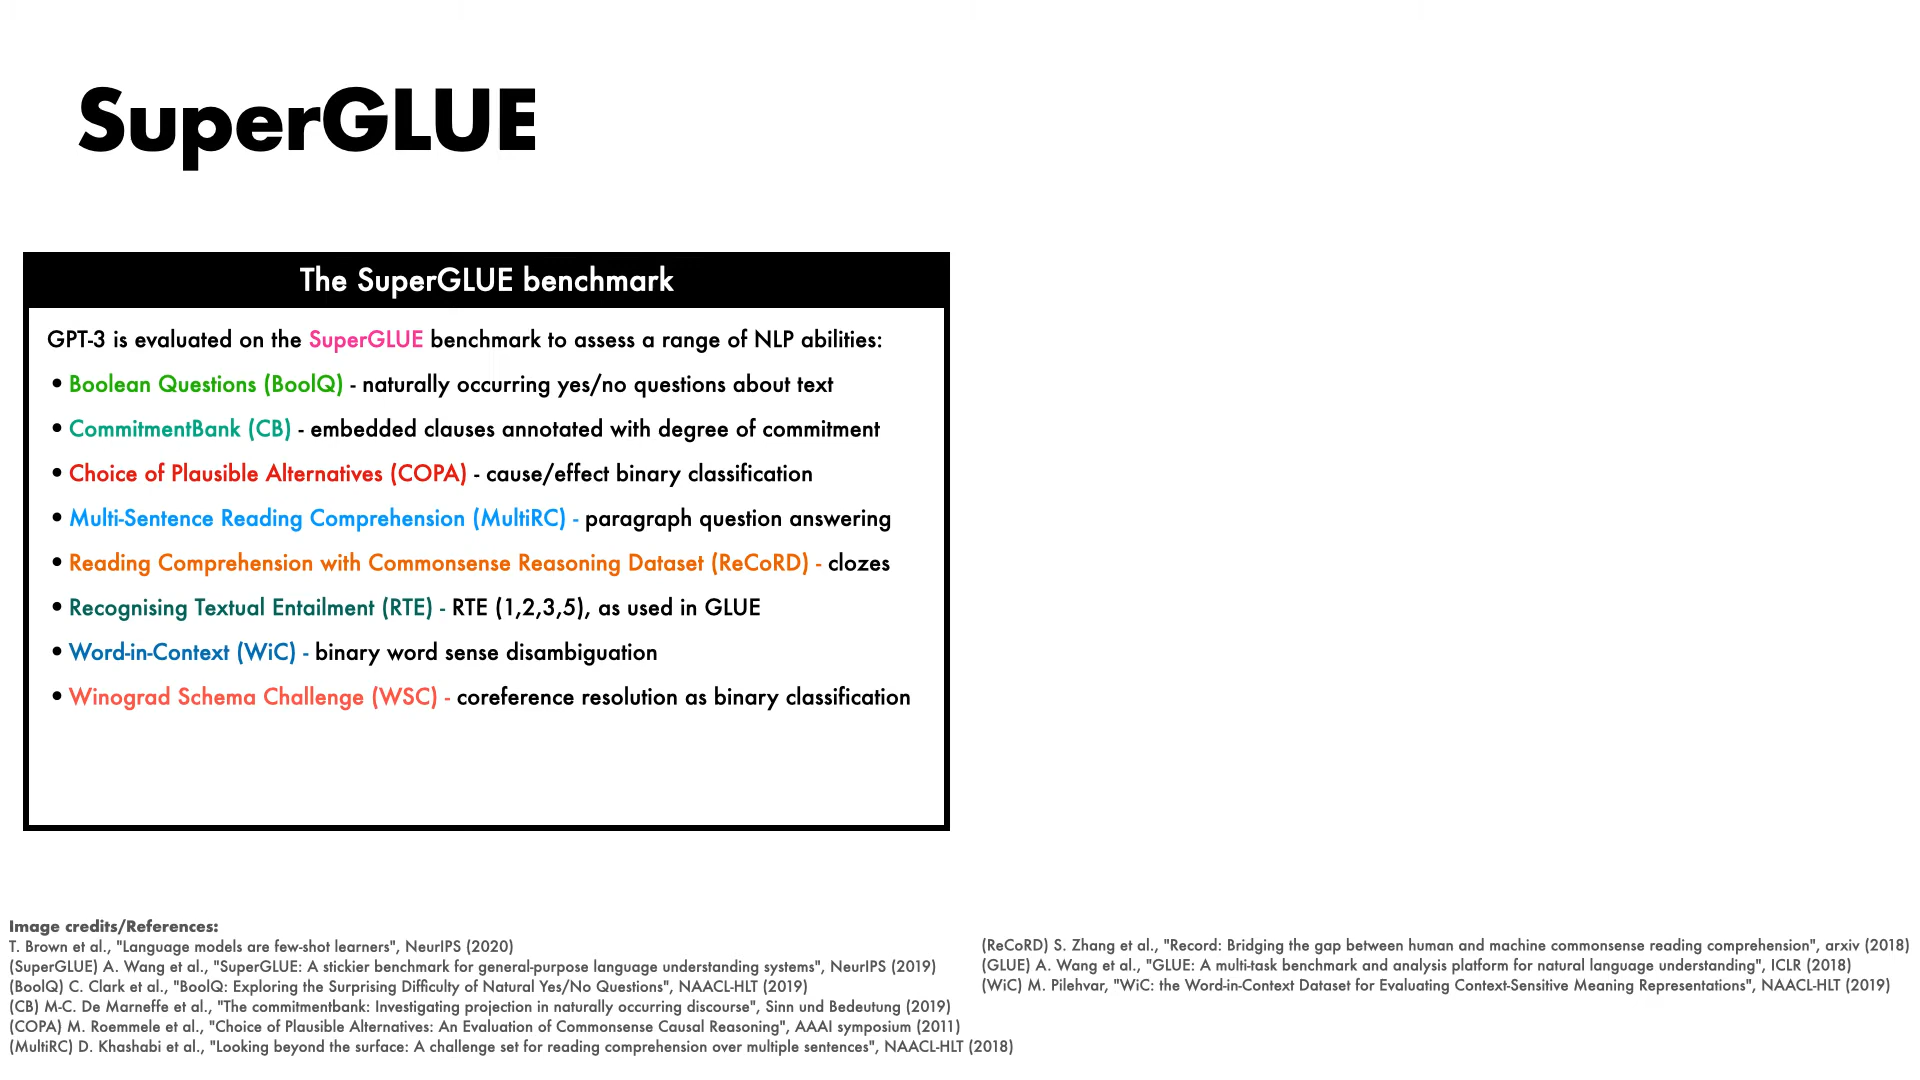 SuperGLUE
The SuperGLUE benchmark
GPT-3 is evaluated on the SuperGLUE benchmark to assess a range of NLP abilities:
• Boolean Questions (BoolQ) - naturally occurring yes/no questions about text
• CommitmentBank (CB) - embedded clauses annotated with degree of commitment
• Choice of Plausible Alternatives (COPA) - cause/effect binary classification
• Multi-Sentence Reading Comprehension (MultiRC) - paragraph question answering
• Reading Comprehension with Commonsense Reasoning Dataset (ReCoRD) - clozes
• Recognising Textual Entailment (RTE) - RTE (1,2,3,5), as used in GLUE
• Word-in-Context (WiC) - binary word sense disambiguation
• Winograd Schema Challenge (WSC) - coreference resolution as binary classification
Image credits/References:
T. Brown et al., "Language models are few-shot learners", NeurIPS (2020)
(SuperGLUE) A. Wang et al., "SuperGLUE: A stickier benchmark for general-purpose language understanding systems", NeurIPS (2019)
(BoolQ) C. Clark et al., "BoolQ: Exploring the Surprising Difficulty of Natural Yes/No Questions", NAACL-HLT (2019)
(CB) M-C. De Marneffe et al., "The commitmentbank: Investigating projection in naturally occurring discourse", Sinn und Bedeutung (2019)
(COPA) M. Roemmele et al., "Choice of Plausible Alternatives: An Evaluation of Commonsense Causal Reasoning", AAAI symposium (2011)
(MultiRC) D. Khashabi et al., "Looking beyond the surface: A challenge set for reading comprehension over multiple sentences", NAACL-HLT (2018)
(ReCoRD) S. Zhang et al., "Record: Bridging the gap between human and machine commonsense reading comprehension", arxiv (2018)
(GLUE) A. Wang et al., "GLUE: A multi-task benchmark and analysis platform for natural language understanding", ICLR (2018)
(WiC) M. Pilehvar, "WiC: the Word-in-Context Dataset for Evaluating Context-Sensitive Meaning Representations", NAACL-HLT (2019)